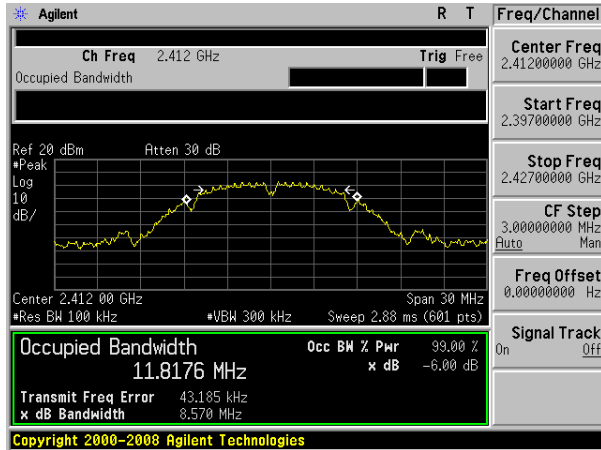 Agilent R T
Freq/Channel
Ch Freq 2.412 GHz Trig Free
Occupied Bandwidth
Center Freq
2.41200000 GHz
Start Freq
2.39700000 GHz
Stop Freq
2.42700000 GHz
CF Step
3.00000000 MHz
Auto Man
Freq Offset
0.00000000 Hz
Signal Track
On Off
Ref 20 dBm Atten 30 dB
#Peak
Log
10
dB/
Center 2.412 00 GHz Span 30 MHz
#Res BW 100 kHz #VBW 300 kHz Sweep 2.88 ms (601 pts)
Occupied Bandwidth Occ BW % Pwr 99.00 %
11.8176 MHz x dB -6.00 dB
Transmit Freq Error 43.185 kHz
x dB Bandwidth 8.570 MHz
Copyright 2000-2008 Agilent Technologies